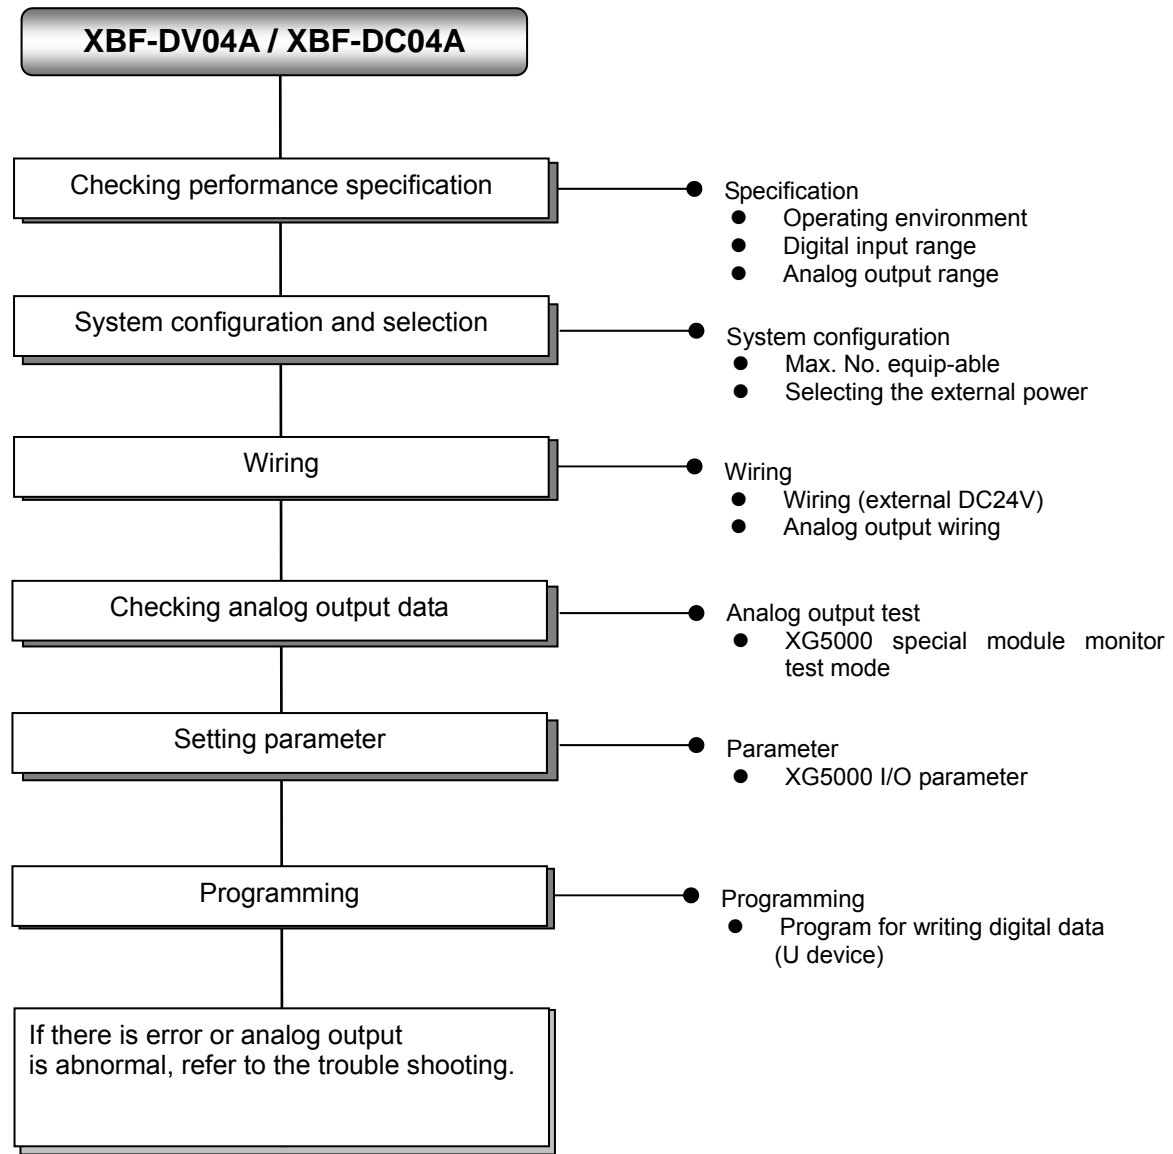 XBF-DV04A / XBF-DC04A
Checking performance specification
Specification
● Operating environment
● Digital input range
● Analog output range
System configuration and selection
System configuration
● Max. No. equip-able
● Selecting the external power
Wiring
Wiring
● Wiring (external DC24V)
● Analog output wiring
Checking analog output data
Analog output test
● XG5000 special module monitor
test mode
Setting parameter
Parameter
● XG5000 I/O parameter
Programming
Programming
● Program for writing digital data
(U device)
If there is error or analog output
is abnormal, refer to the trouble shooting.